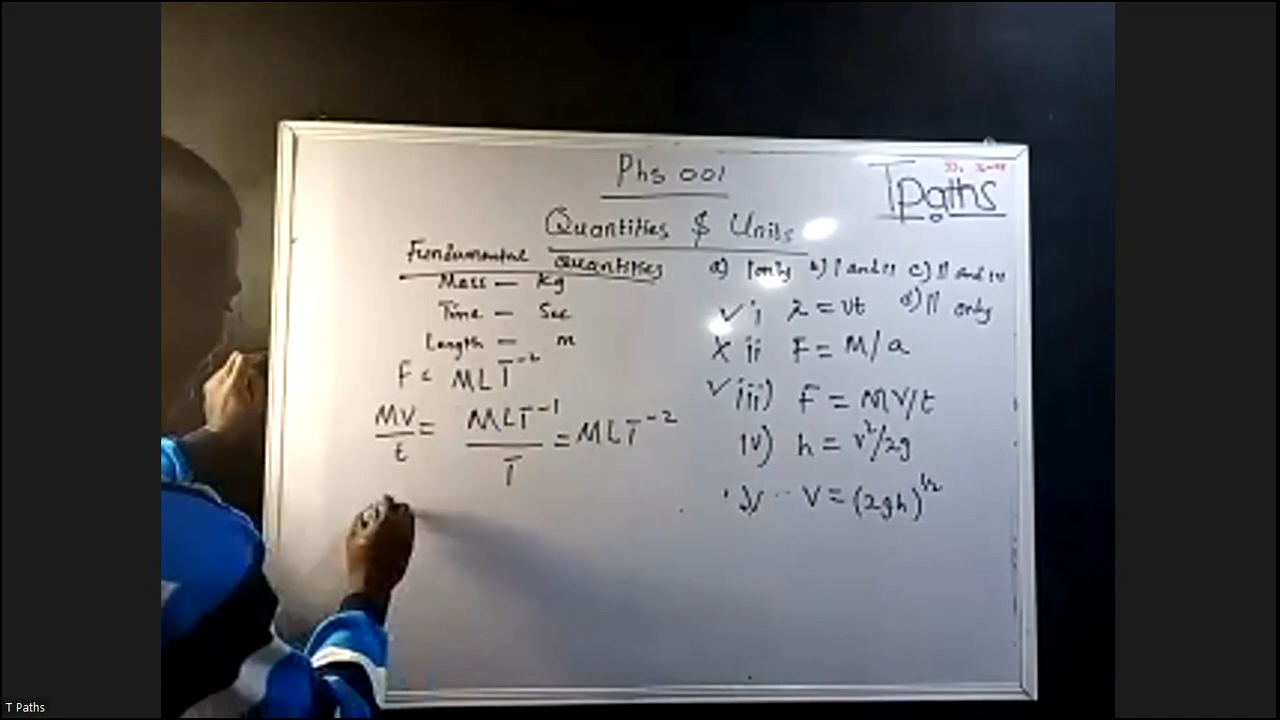 Phs 001
Tpaths
Quantities $ Units
Fundamental Quantities
Mass — Kg
Time — Sec
Length — m
F = MLT⁻²
MV/t = MLT⁻¹/T = MLT⁻²
a) I only b) I and II c) II and IV
d) II only
✓ i, λ = vt
X ii F = M/a
✓ iii) F = MV/t
IV) h = v²/2g
V = (2gh)^1/2
T Paths